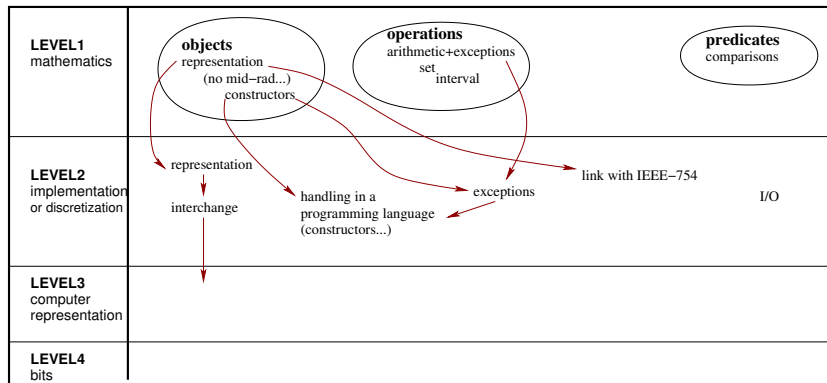 LEVEL1
mathematics
objects
representation
(no mid-rad...)
constructors
operations
arithmetic+exceptions
set
interval
predicates
comparisons
LEVEL2
implementation
or discretization
representation
interchange
handling in a
programming language
(constructors...)
exceptions
link with IEEE−754
I/O
LEVEL3
computer
representation
LEVEL4
bits